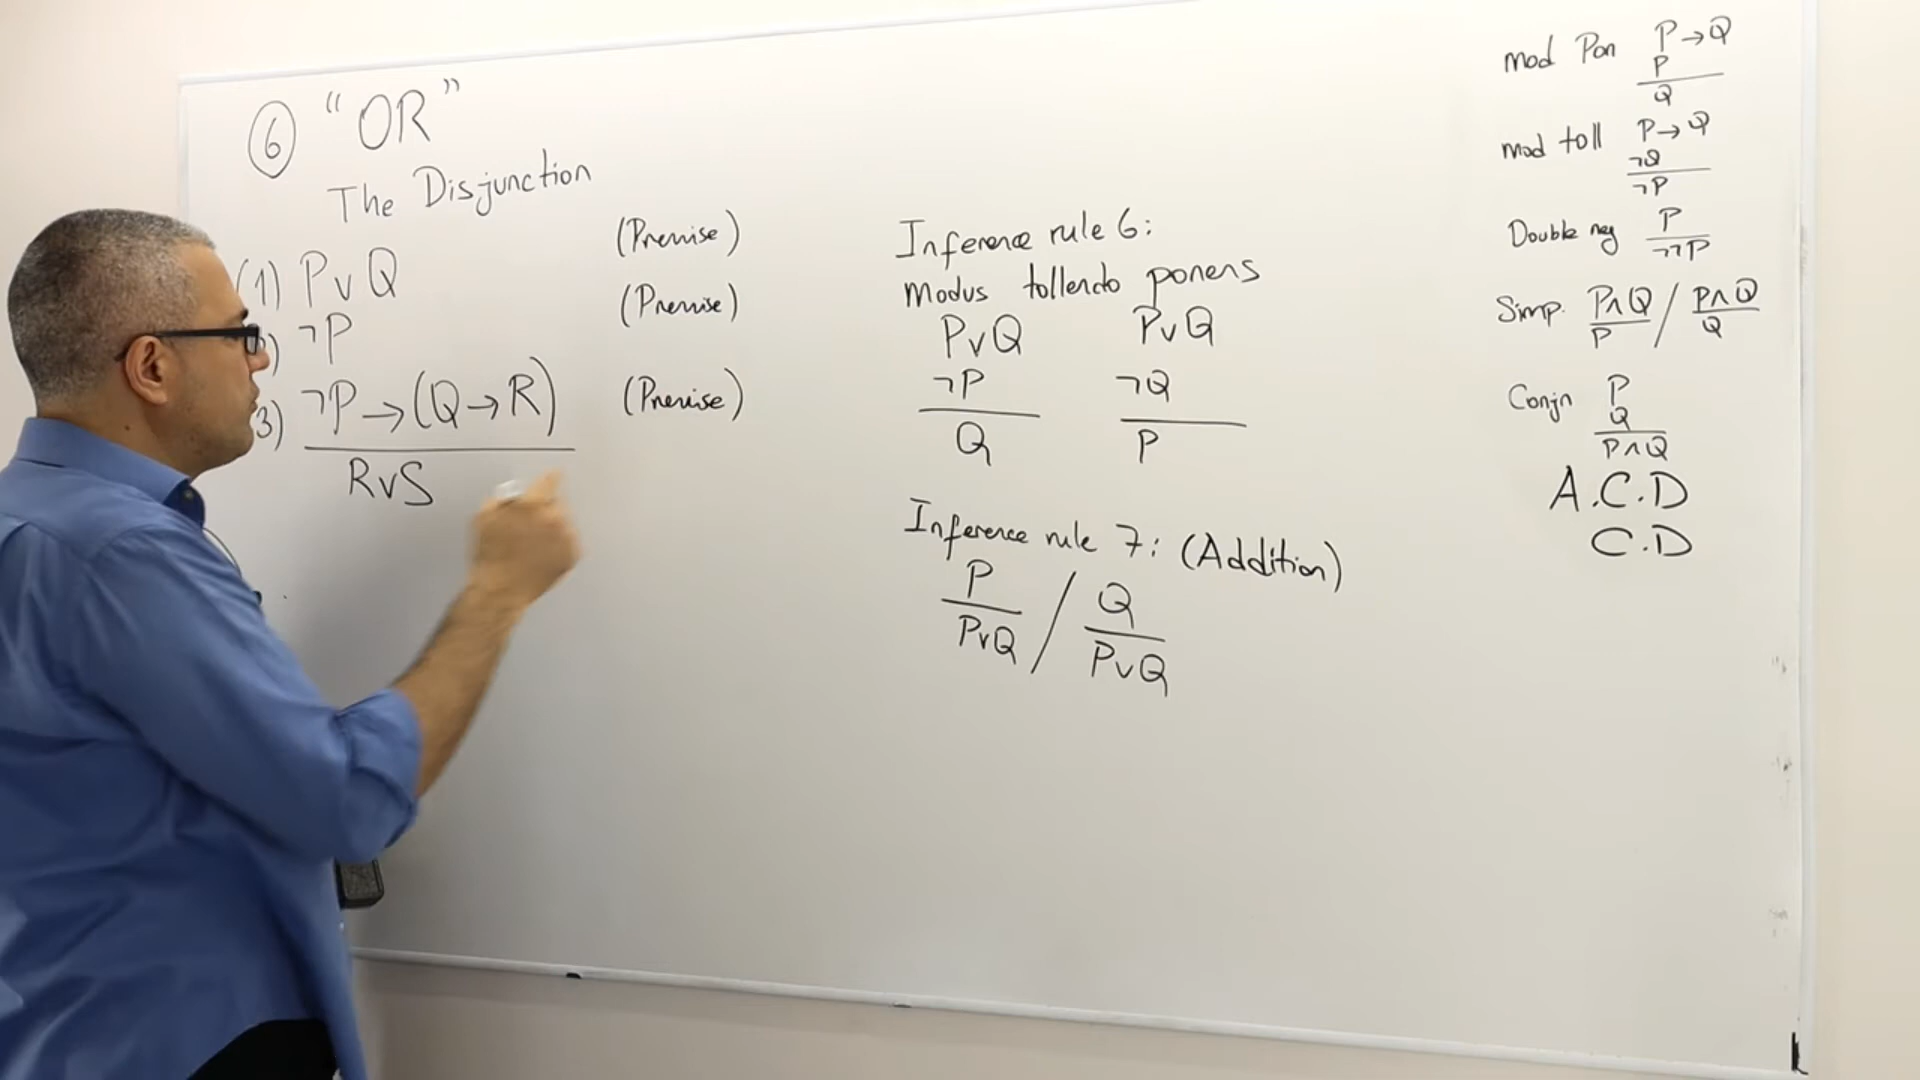 ⑥ “OR”
The Disjunction
(1) P∨Q (Premise)
) ¬P (Premise)
3) ¬P→(Q→R) (Premise)
R∨S
Inference rule 6:
Modus tollendo ponens
P∨Q P∨Q
¬P ¬Q
Q P
Inference rule 7: (Addition)
P / Q
P∨Q P∨Q
mod Pon P→Q
P
Q
mod toll P→Q
¬Q
¬P
Double neg P
¬¬P
Simp. P∧Q / P∧Q
P Q
Conjn P
Q
P∧Q
A.C.D
C.D